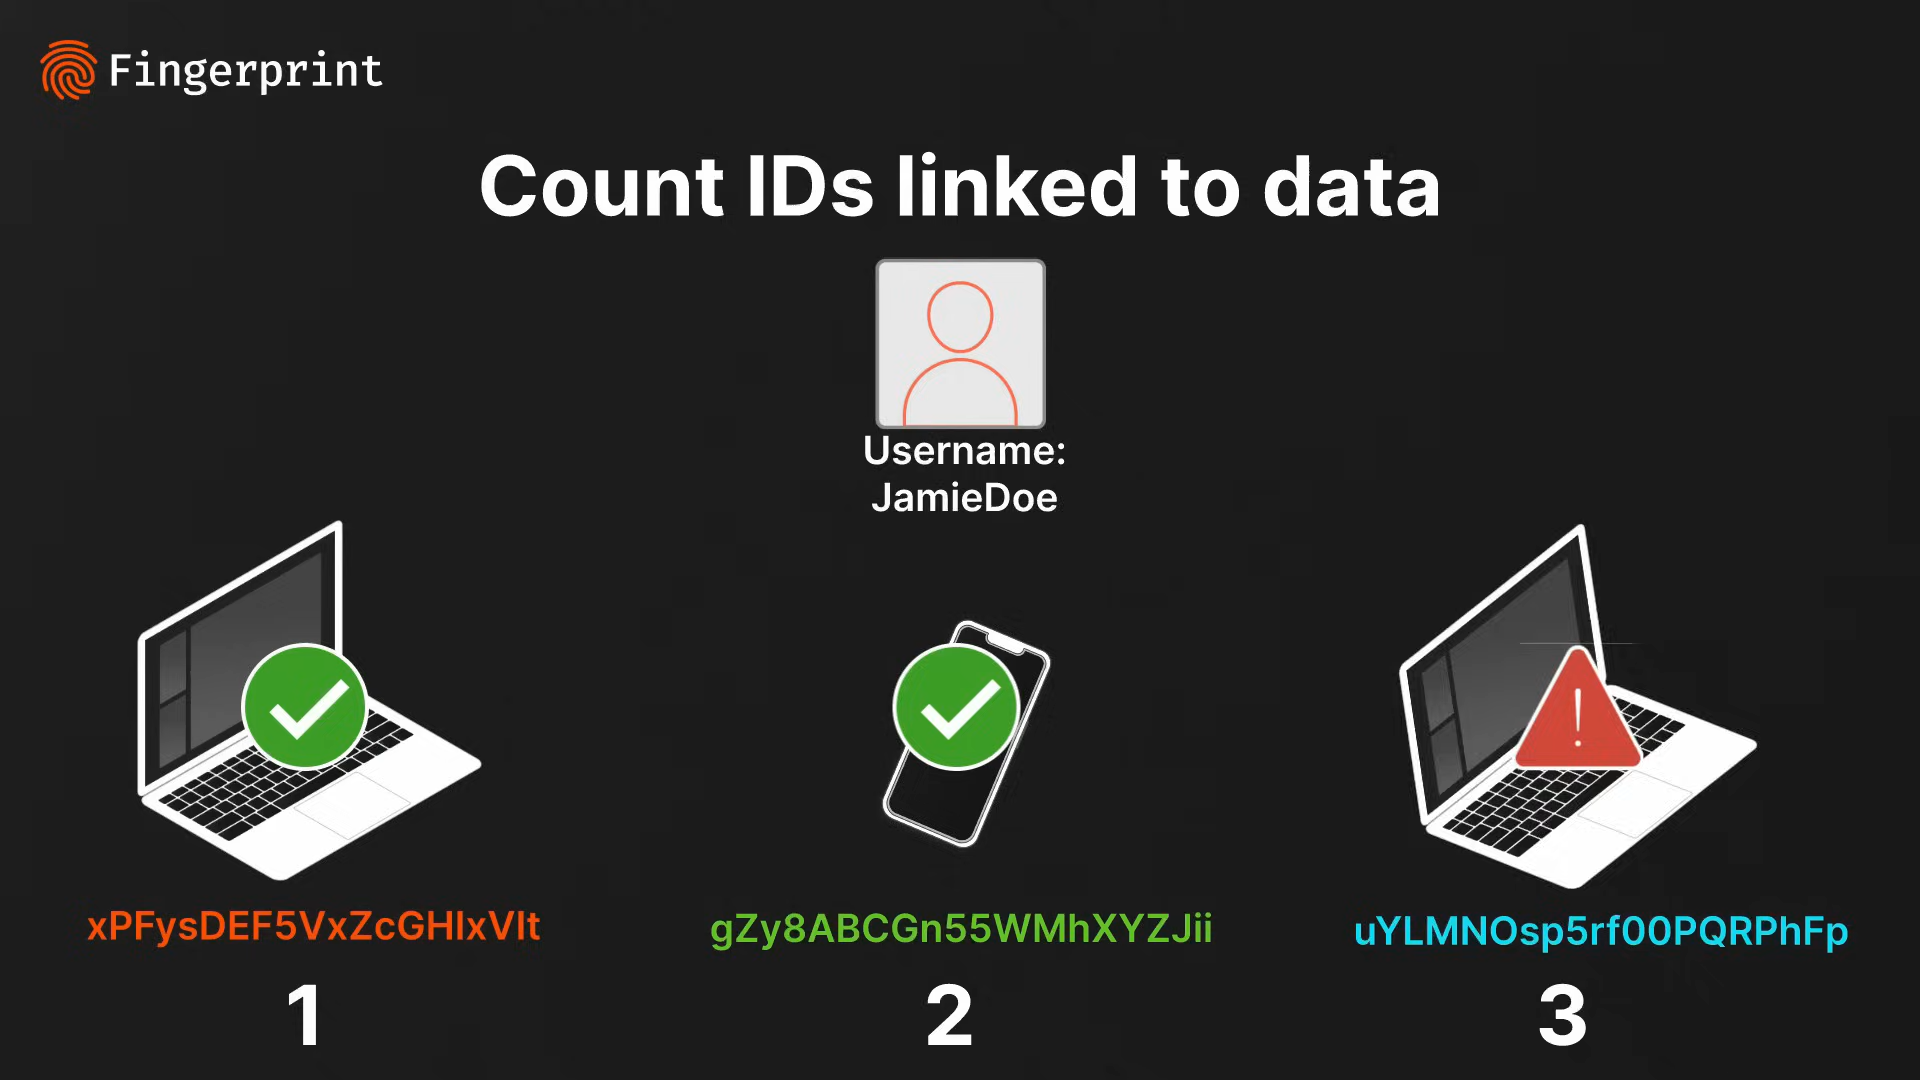 Fingerprint
Count IDs linked to data
Username:
JamieDoe
xPFysDEF5VxZcGHIxVIt
gZy8ABCGn55WMhXYZJii
uYLMNOsp5rf00PQRPhFp
1
2
3